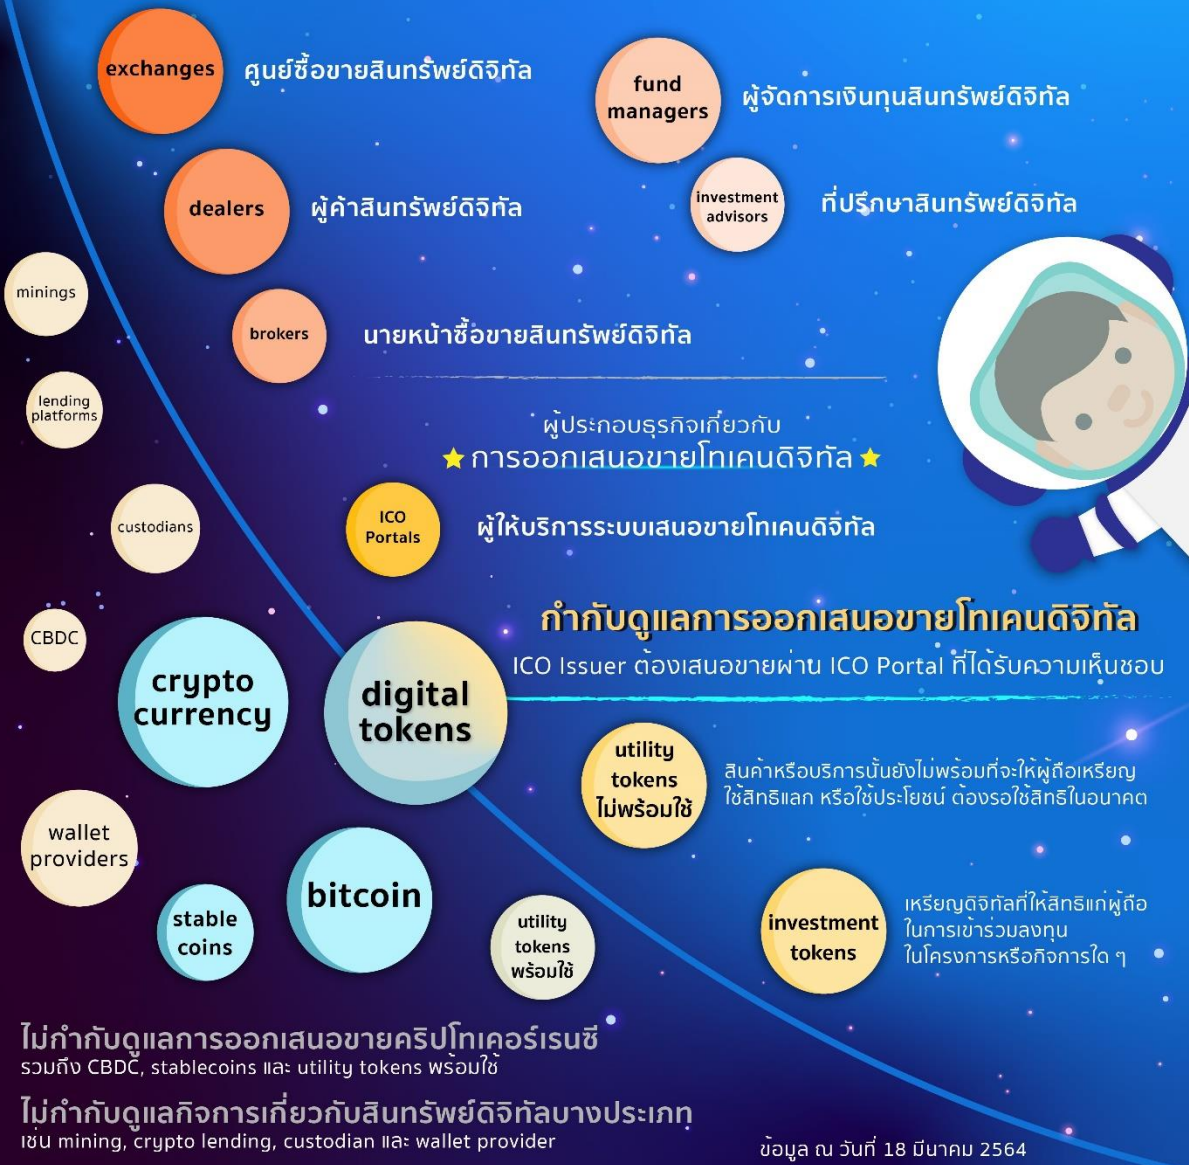 exchanges
ศูนย์ซื้อขายสินทรัพย์ดิจิทัล
fund
managers
ผู้จัดการเงินทุนสินทรัพย์ดิจิทัล
dealers
ผู้ค้าสินทรัพย์ดิจิทัล
investment
advisors
ที่ปรึกษาสินทรัพย์ดิจิทัล
minings
brokers
นายหน้าซื้อขายสินทรัพย์ดิจิทัล
lending
platforms
ผู้ประกอบธุรกิจเกี่ยวกับ
การออกเสนอขายโทเคนดิจิทัล
custodians
ICO
Portals
ผู้ให้บริการระบบเสนอขายโทเคนดิจิทัล
CBDC
กำกับดูแลการออกเสนอขายโทเคนดิจิทัล
ICO Issuer ต้องเสนอขายผ่าน ICO Portal ที่ได้รับความเห็นชอบ
crypto
currency
digital
tokens
utility
tokens
ไม่พร้อมใช้
สินค้าหรือบริการนั้นยังไม่พร้อมที่จะให้ผู้ถือเหรียญ
ใช้สิทธิแลก หรือใช้ประโยชน์ ต้องรอใช้สิทธิในอนาคต
wallet
providers
bitcoin
stable
coins
utility
tokens
พร้อมใช้
investment
tokens
เหรียญดิจิทัลที่ให้สิทธิแก่ผู้ถือ
ในการเข้าร่วมลงทุน
ในโครงการหรือกิจการใด ๆ
ไม่กำกับดูแลการออกเสนอขายคริปโทเคอร์เรนซี
รวมถึง CBDC, stablecoins และ utility tokens พร้อมใช้
ไม่กำกับดูแลกิจการเกี่ยวกับสินทรัพย์ดิจิทัลบางประเภท
เช่น mining, crypto lending, custodian และ wallet provider
ข้อมูล ณ วันที่ 18 มีนาคม 2564